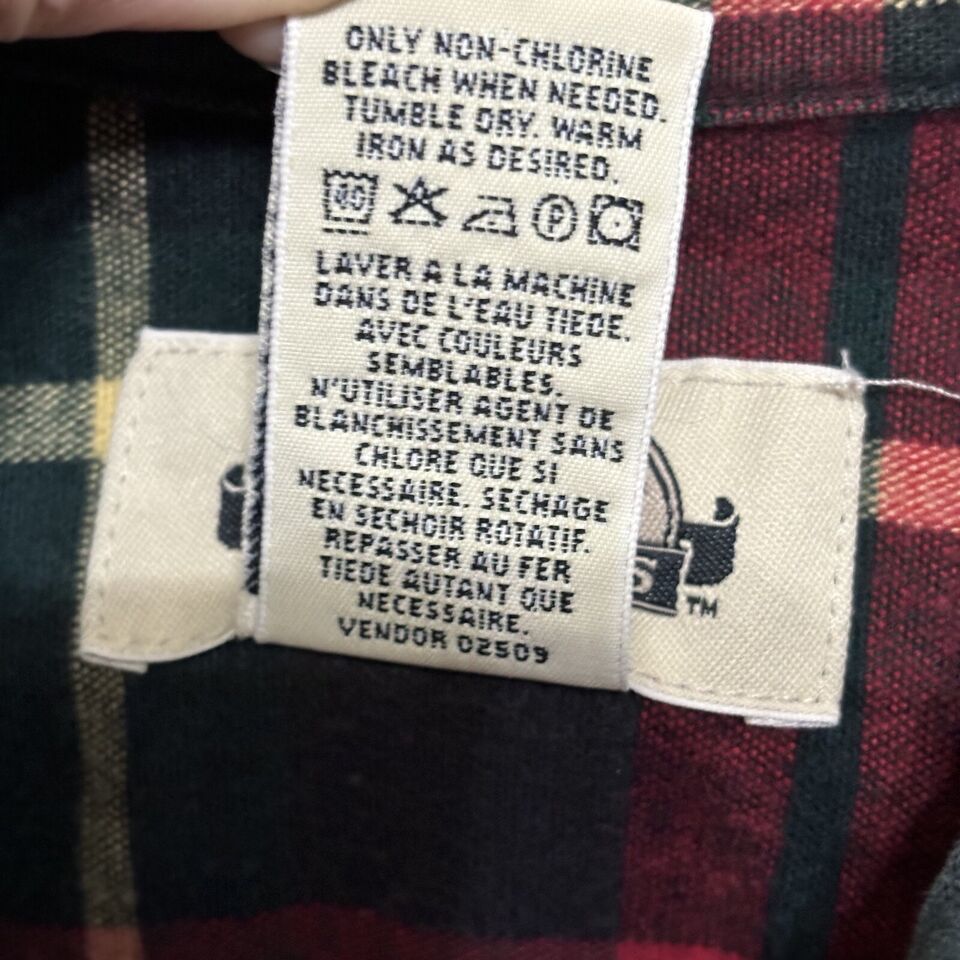 ONLY NON-CHLORINE
BLEACH WHEN NEEDED.
TUMBLE DRY. WARM
IRON AS DESIRED.
40 P
LAVER A LA MACHINE
DANS DE L'EAU TIEDE.
AVEC COULEURS
SEMBLABLES.
N'UTILISER AGENT DE
BLANCHISSEMENT SANS
CHLORE QUE SI
NECESSAIRE. SECHAGE
EN SECHOIR ROTATIF.
REPASSER AU FER
TIEDE AUTANT QUE
NECESSAIRE.
VENDOR 02509
S TM